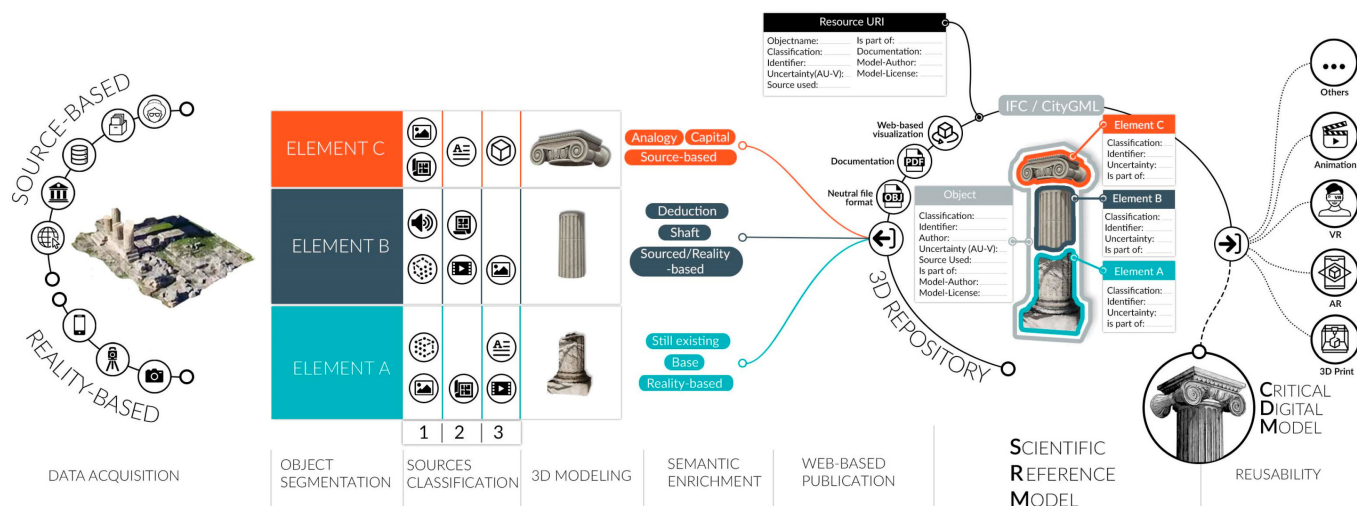 SOURCE-BASED
REALITY-BASED
ELEMENT C
ELEMENT B
ELEMENT A
1 | 2 | 3
Analogy Capital
Source-based
Deduction
Shaft
Sourced/Reality
-based
Still existing
Base
Reality-based
Resource URI
Objectname:
Classification:
Identifier:
Uncertainty(AU-V):
Source used:
Is part of:
Documentation:
Model-Author:
Model-License:
Web-based
visualization
Documentation
PDF
Neutral file
format
OBJ
3D REPOSITORY
IFC / CityGML
Object
Classification:
Identifier:
Author:
Uncertainty (AU-V):
Source Used:
Is part of:
Model-Author:
Model-License:
Element C
Classification:
Identifier:
Uncertainty:
Is part of:
Element B
Classification:
Identifier:
Uncertainty:
Is part of:
Element A
Classification:
Identifier:
Uncertainty:
is part of:
Others
Animation
VR
VR
AR
3D Print
CRITICAL
DIGITAL
MODEL
DATA ACQUISITION
OBJECT
SEGMENTATION
SOURCES
CLASSIFICATION
3D MODELING
SEMANTIC
ENRICHMENT
WEB-BASED
PUBLICATION
SCIENTIFIC
REFERENCE
MODEL
REUSABILITY